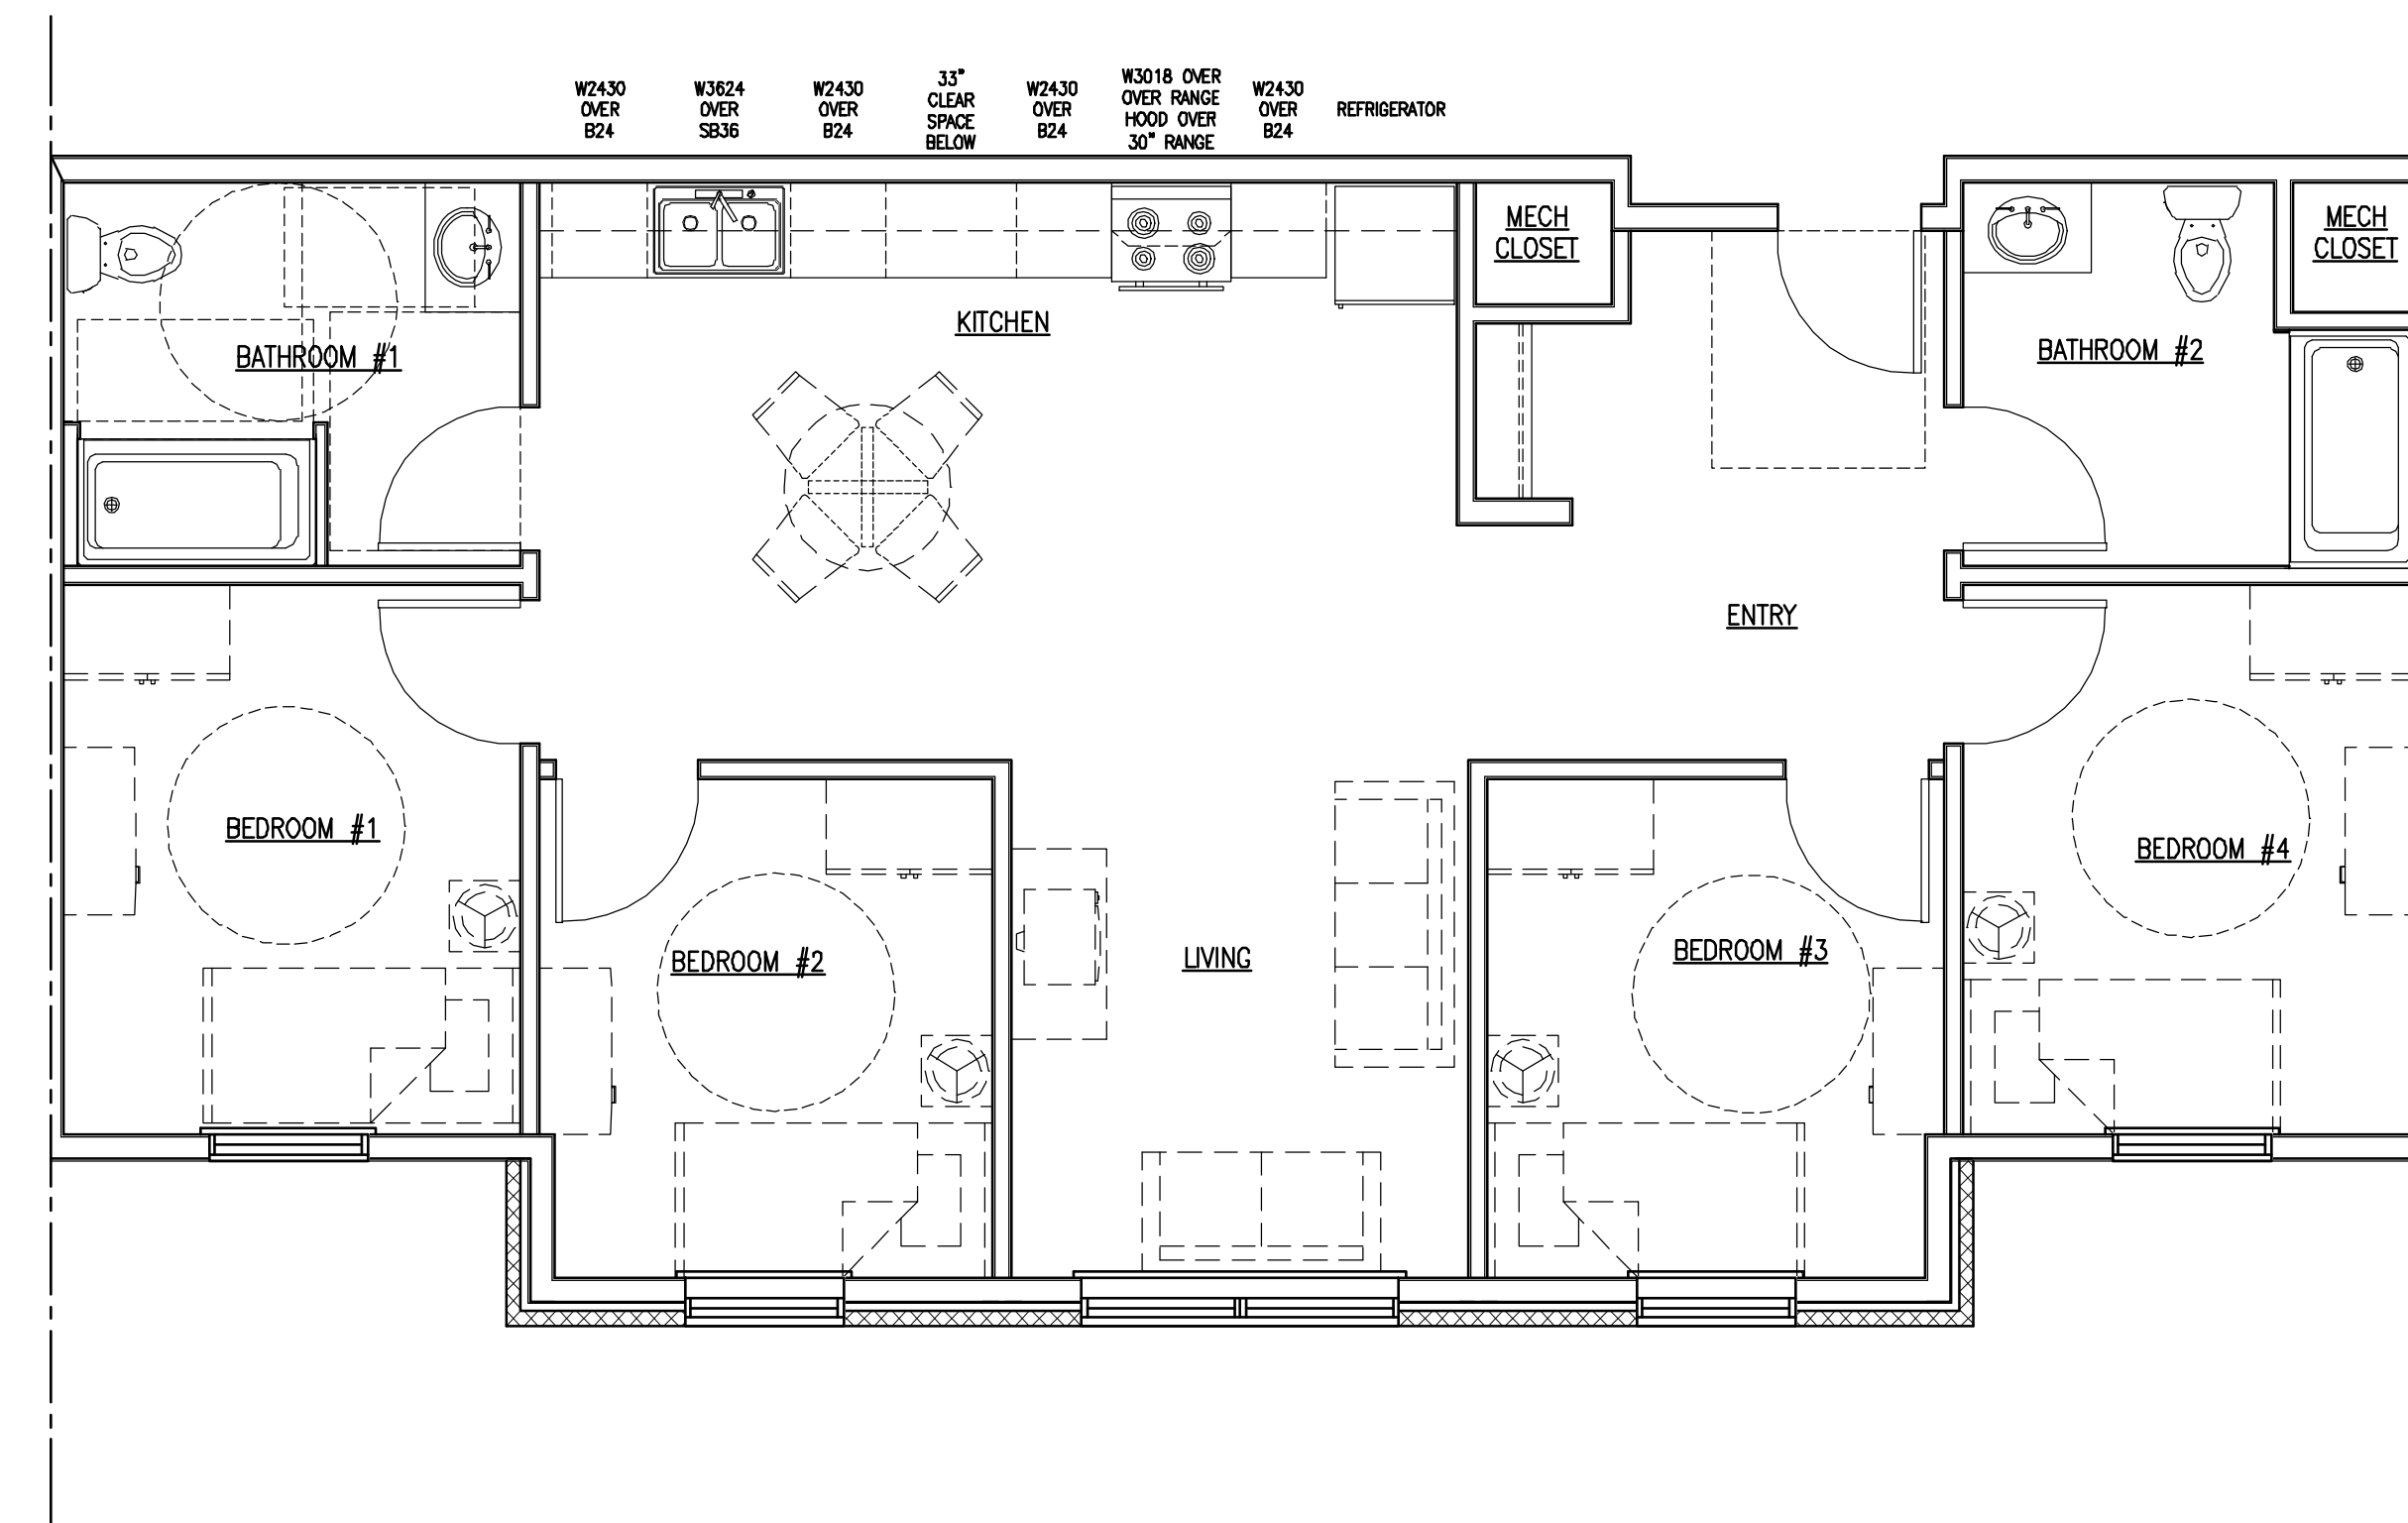 W2430
OVER
B24
W3624
OVER
SB36
W2430
OVER
B24
33"
CLEAR
SPACE
BELOW
W2430
OVER
B24
W3018 OVER
OVER RANGE
HOOD OVER
30" RANGE
W2430
OVER
B24
REFRIGERATOR
MECH
CLOSET
MECH
CLOSET
KITCHEN
BATHROOM #1
BATHROOM #2
ENTRY
BEDROOM #1
BEDROOM #2
LIVING
BEDROOM #3
BEDROOM #4